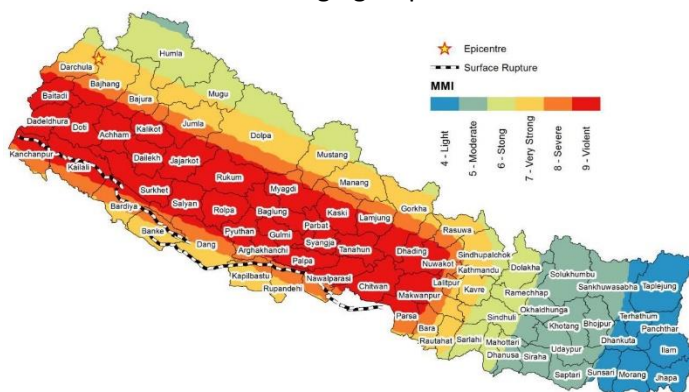 Epicentre
Surface Rupture
MMI
4 - Light
5 - Moderate
6 - Stong
7 - Very Strong
8 - Severe
9 - Violent
Humla
Darchula
Bajhang
Mugu
Bajura
Baitadi
Dadeldhura
Doti
Achham
Kalikot
Jumla
Dolpa
Mustang
Kanchanpur
Kailali
Dailekh
Jajarkot
Rukum
Manang
Myagdi
Surkhet
Salyan
Rolpa
Baglung
Kaski
Lamjung
Gorkha
Bardiya
Parbat
Rasuwa
Banke
Dang
Pyuthan
Gulmi
Syangja
Tanahun
Dhading
Sindhupalchok
Nuwakot
Dolakha
Kathmandu
Arghakhanchi
Palpa
Solukhumbu
Lalitpur
Kapilbastu
Nawalparasi
Chitwan
Kavre
Ramechhap
Sankhuwasabha
Taplejung
Rupandehi
Makwanpur
Okhaldhunga
Terhathum
Parsa
Sindhuli
Khotang
Bhojpur
Panchthar
Bara
Rautahat
Sarlahi
Mahottari
Udaypur
Dhankuta
Ilam
Dhanusa
Siraha
Saptari
Sunsari
Morang
Jhapa